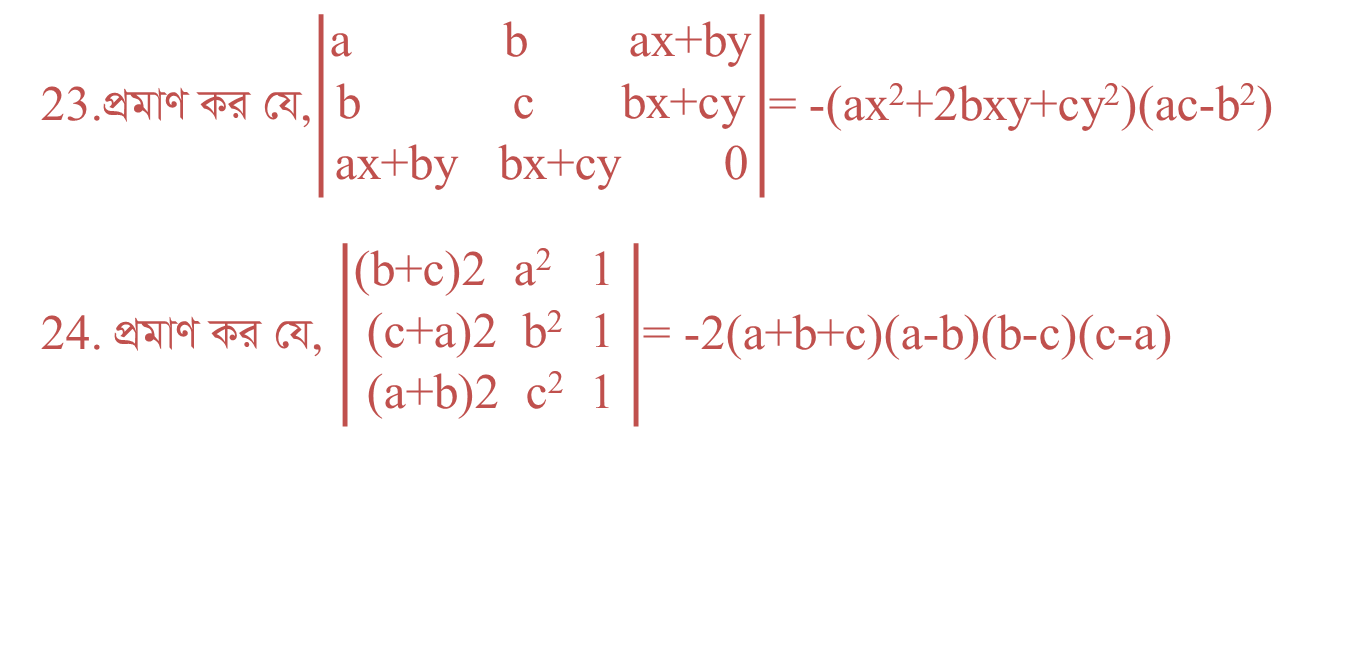 a b ax+by
23.প্রমাণ কর যে, b c bx+cy = -(ax²+2bxy+cy²)(ac-b²)
ax+by bx+cy 0
(b+c)2 a² 1
24. প্রমাণ কর যে, (c+a)2 b² 1 = -2(a+b+c)(a-b)(b-c)(c-a)
(a+b)2 c² 1